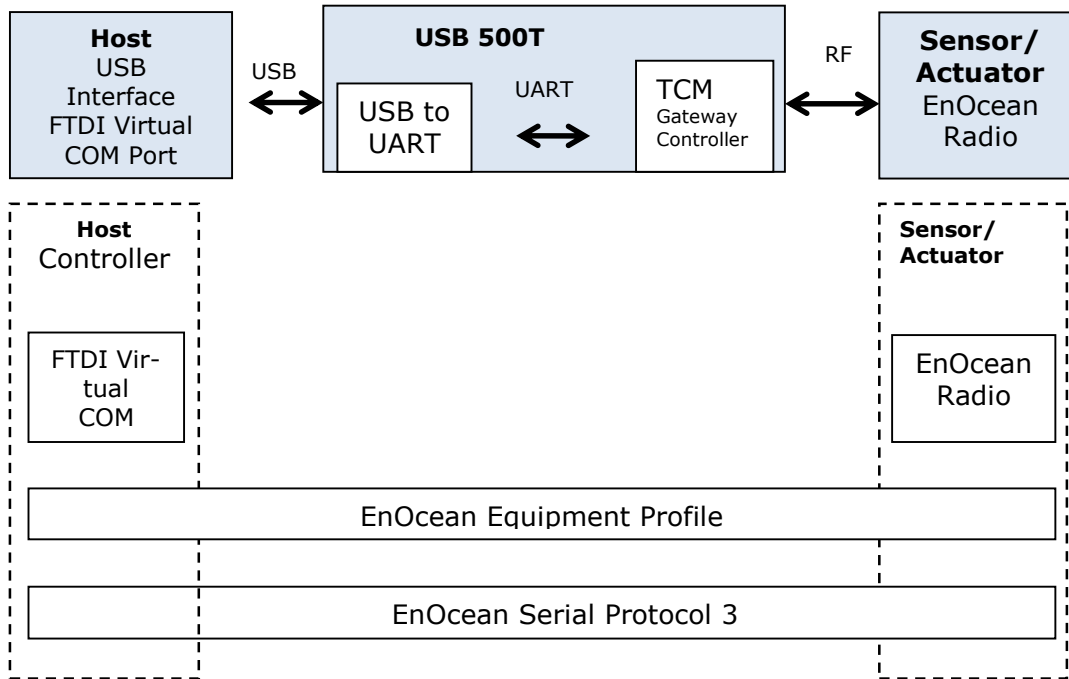 Host
USB
Interface
FTDI Virtual
COM Port
USB
USB 500T
USB to
UART
UART
TCM
Gateway
Controller
RF
Sensor/
Actuator
EnOcean
Radio
Host
Controller
FTDI Vir-
tual
COM
Sensor/
Actuator
EnOcean
Radio
EnOcean Equipment Profile
EnOcean Serial Protocol 3